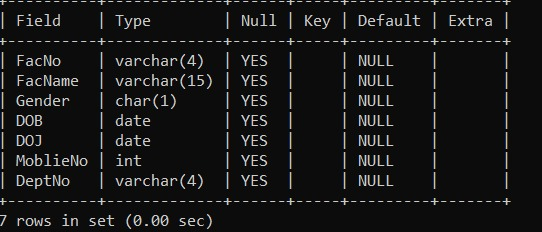 +----------+-------------+------+-----+---------+-------+
| Field    | Type        | Null | Key | Default | Extra |
+----------+-------------+------+-----+---------+-------+
| FacNo    | varchar(4)  | YES  |     | NULL    |       |
| FacName  | varchar(15) | YES  |     | NULL    |       |
| Gender   | char(1)     | YES  |     | NULL    |       |
| DOB      | date        | YES  |     | NULL    |       |
| DOJ      | date        | YES  |     | NULL    |       |
| MoblieNo | int         | YES  |     | NULL    |       |
| DeptNo   | varchar(4)  | YES  |     | NULL    |       |
+----------+-------------+------+-----+---------+-------+
7 rows in set (0.00 sec)